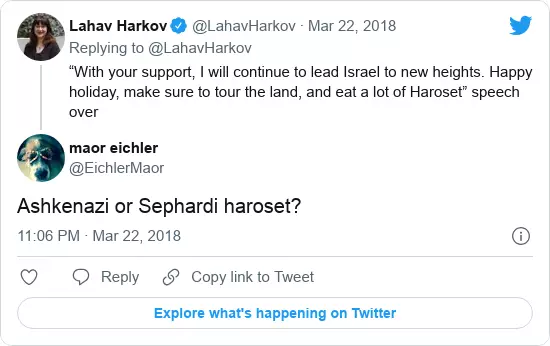 Lahav Harkov @LahavHarkov · Mar 22, 2018
Replying to @LahavHarkov
“With your support, I will continue to lead Israel to new heights. Happy
holiday, make sure to tour the land, and eat a lot of Haroset” speech
over
maor eichler
@EichlerMaor
Ashkenazi or Sephardi haroset?
11:06 PM · Mar 22, 2018
Reply Copy link to Tweet
Explore what's happening on Twitter